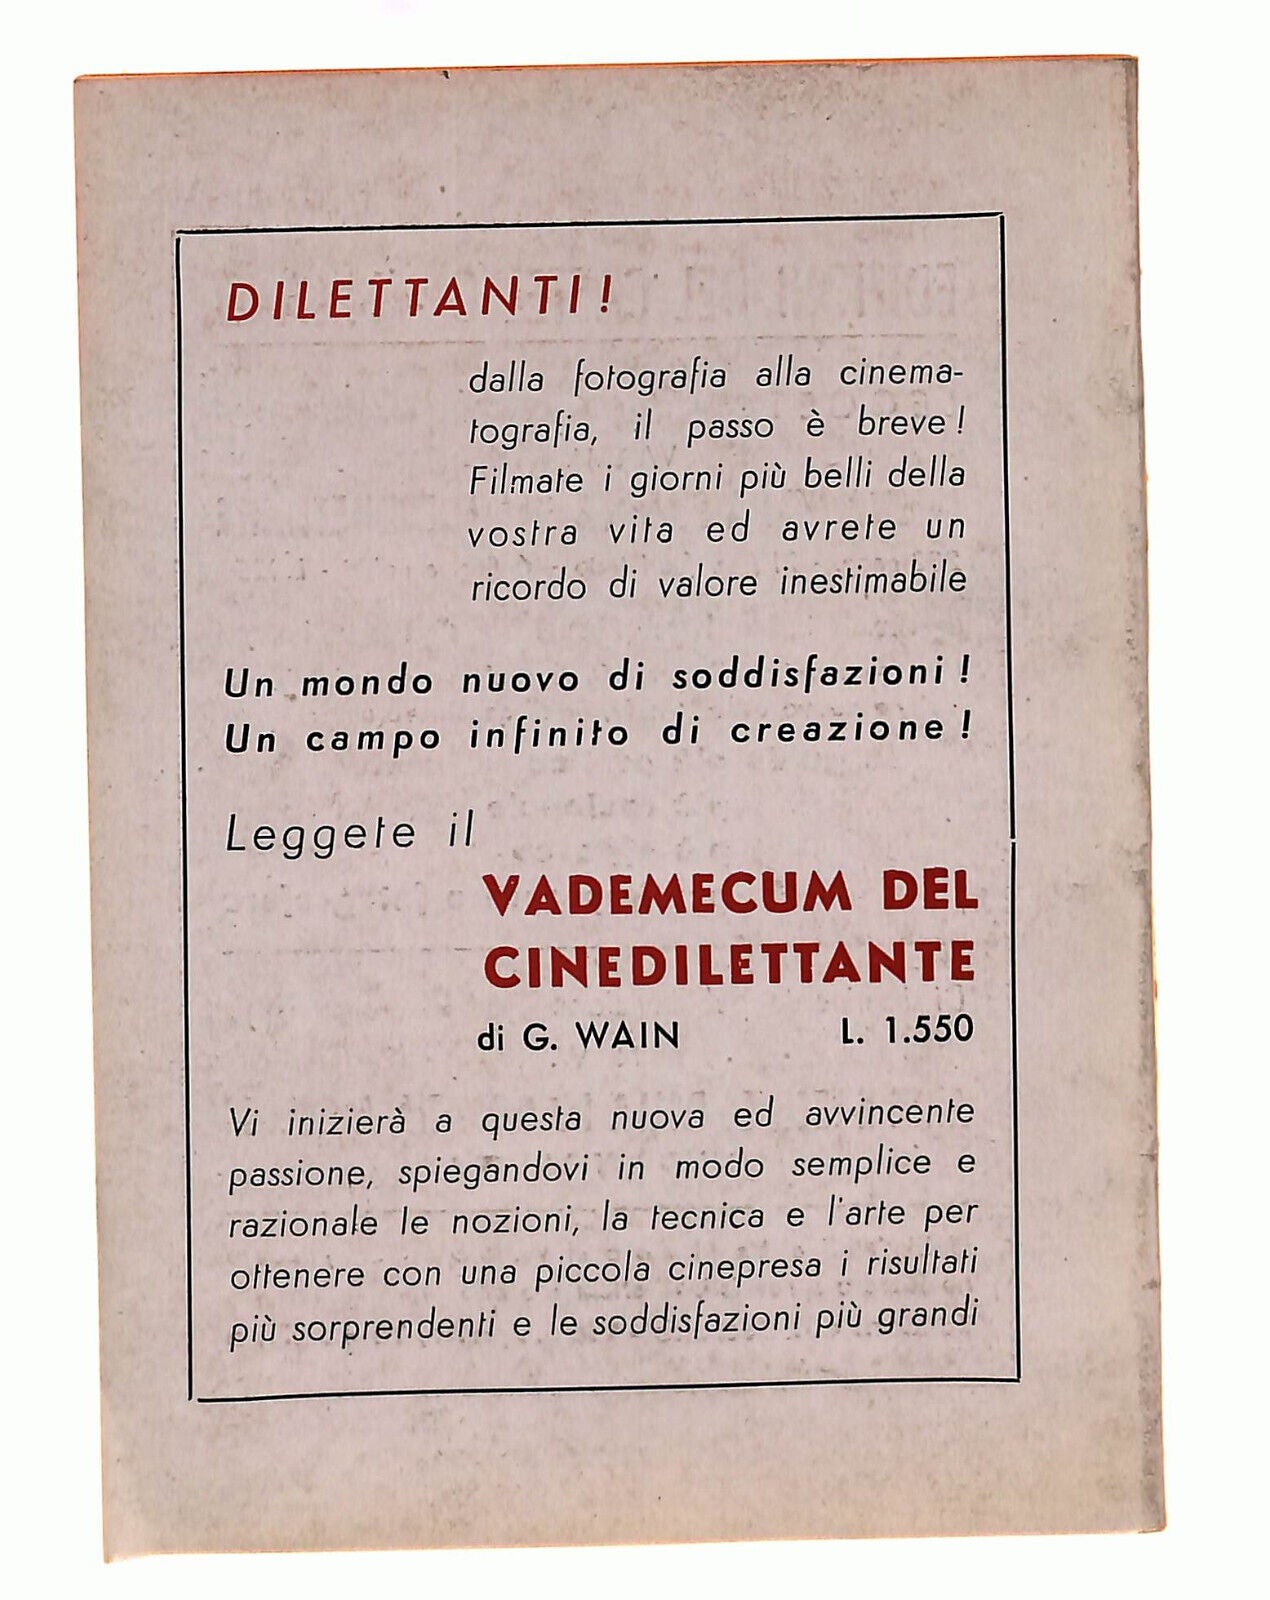 DILETTANTI!
dalla fotografia alla cinema-
tografia, il passo è breve!
Filmate i giorni più belli della
vostra vita ed avrete un
ricordo di valore inestimabile
Un mondo nuovo di soddisfazioni!
Un campo infinito di creazione!
Leggete il
VADEMECUM DEL
CINEDILETTANTE
di G. WAIN L. 1.550
Vi inizierà a questa nuova ed avvincente
passione, spiegandovi in modo semplice e
razionale le nozioni, la tecnica e l'arte per
ottenere con una piccola cinepresa i risultati
più sorprendenti e le soddisfazioni più grandi